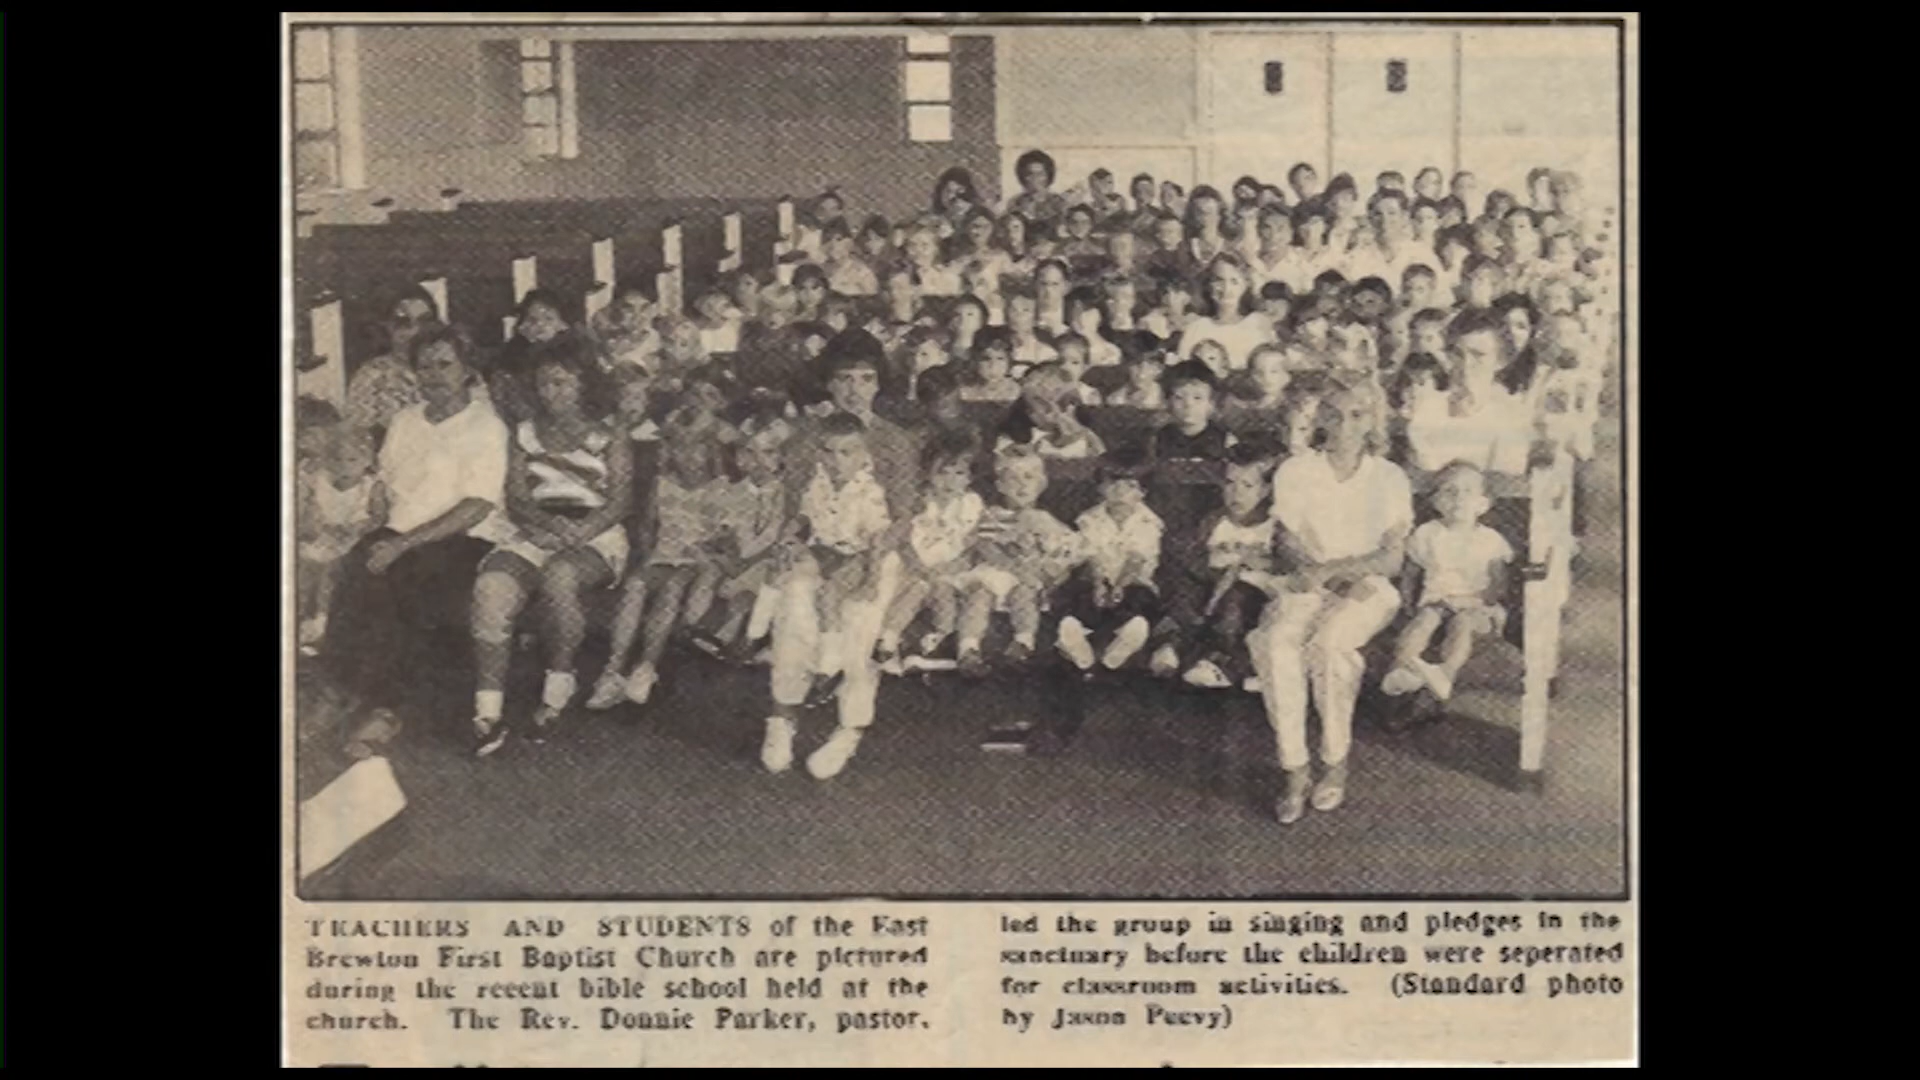 TEACHERS AND STUDENTS of the East
Brewton First Baptist Church are pictured
during the recent bible school held at the
church. The Rev. Donnie Parker, pastor,
led the group in singing and pledges in the
sanctuary before the children were seperated
for classroom activities. (Standard photo
by Jason Peevy)